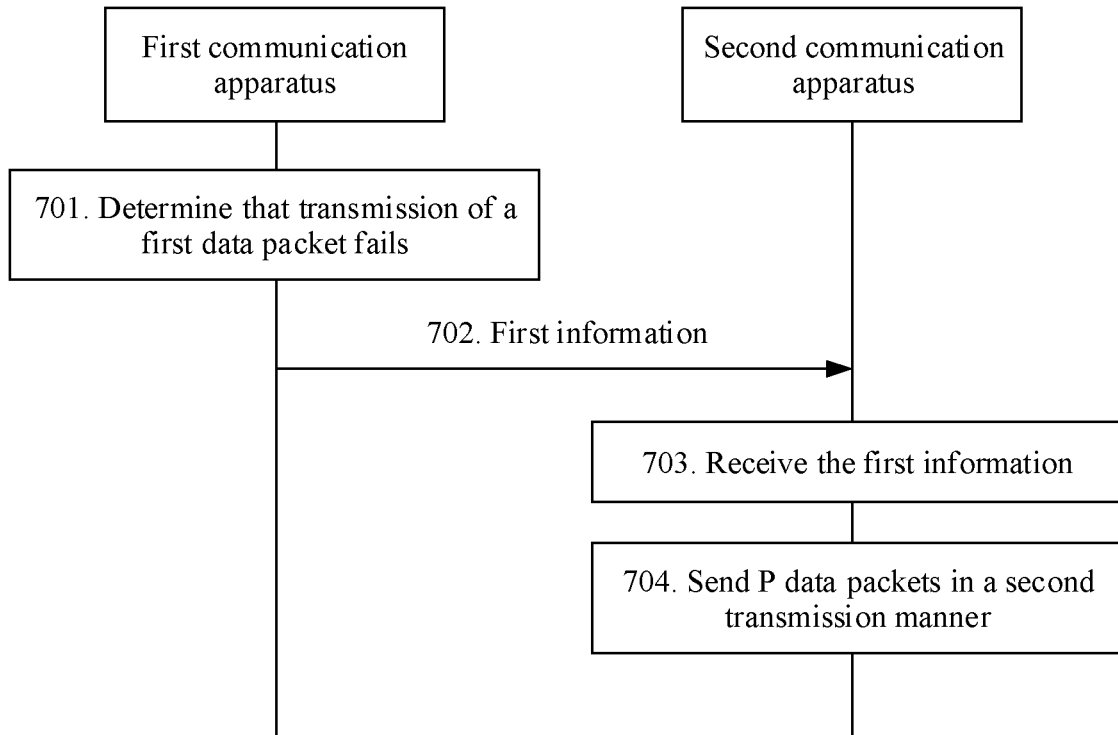 First communication
apparatus
Second communication
apparatus
701. Determine that transmission of a
first data packet fails
702. First information
703. Receive the first information
704. Send P data packets in a second
transmission manner